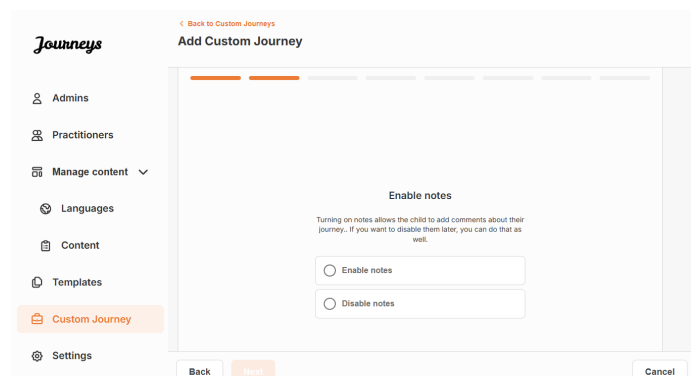 Journeys
Back to Custom Journeys
Add Custom Journey
Admins
Practitioners
Manage content
Languages
Content
Templates
Custom Journey
Settings
Enable notes
Turning on notes allows the child to add comments about their
journey.. If you want to disable them later, you can do that as
well.
Enable notes
Disable notes
Back
Next
Cancel